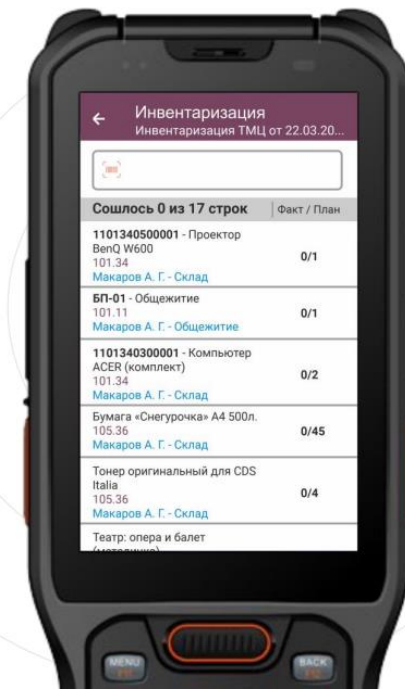 Инвентаризация
Инвентаризация ТМЦ от 22.03.20...
Сошлось 0 из 17 строк Факт / План
1101340500001 - Проектор
BenQ W600
101.34
Макаров А. Г. - Склад
0/1
БП-01 - Общежитие
101.11
Макаров А. Г. - Общежитие
0/1
1101340300001 - Компьютер
ACER (комплект)
101.34
Макаров А. Г. - Склад
0/2
Бумага «Снегурочка» А4 500л.
105.36
Макаров А. Г. - Склад
0/45
Тонер оригинальный для CDS
Italia
105.36
Макаров А. Г. - Склад
0/4
Театр: опера и балет
MENU
BACK